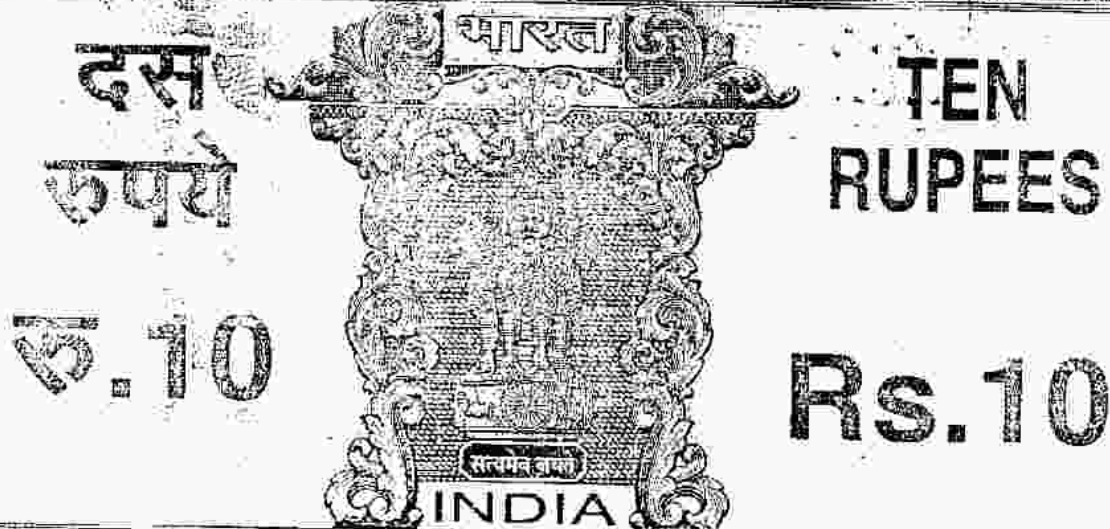 भारत
दस
रुपये
रु.10
TEN
RUPEES
Rs.10
सत्यमेव जयते
INDIA